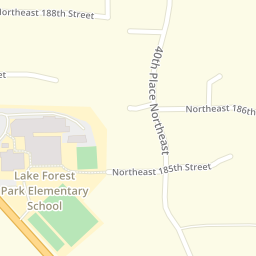 Northeast 188th Street
40th Place Northeast
Northeast 186th
Northeast 185th Street
Lake Forest
Park Elementary
School